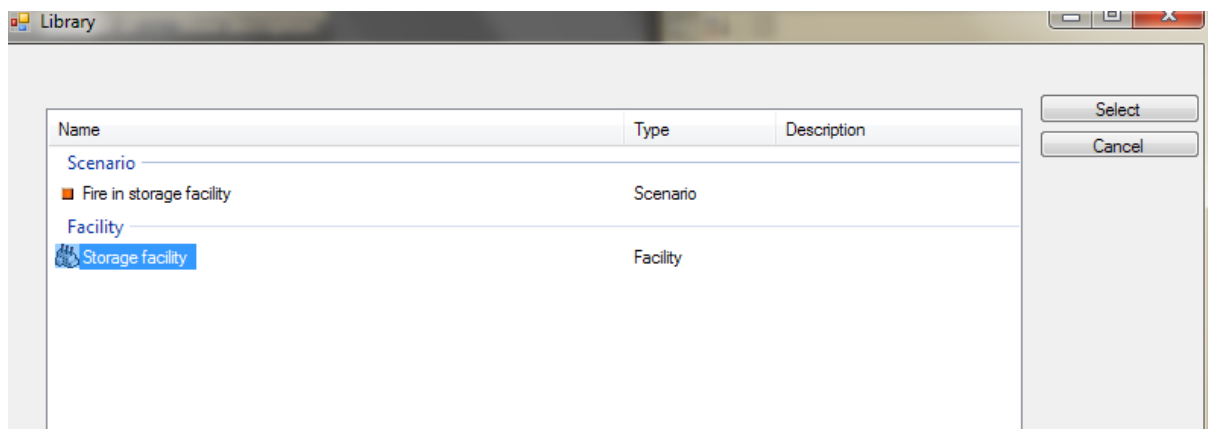 Library
Select
Name Type Description
Cancel
Scenario
Fire in storage facility Scenario
Facility
Storage facility Facility